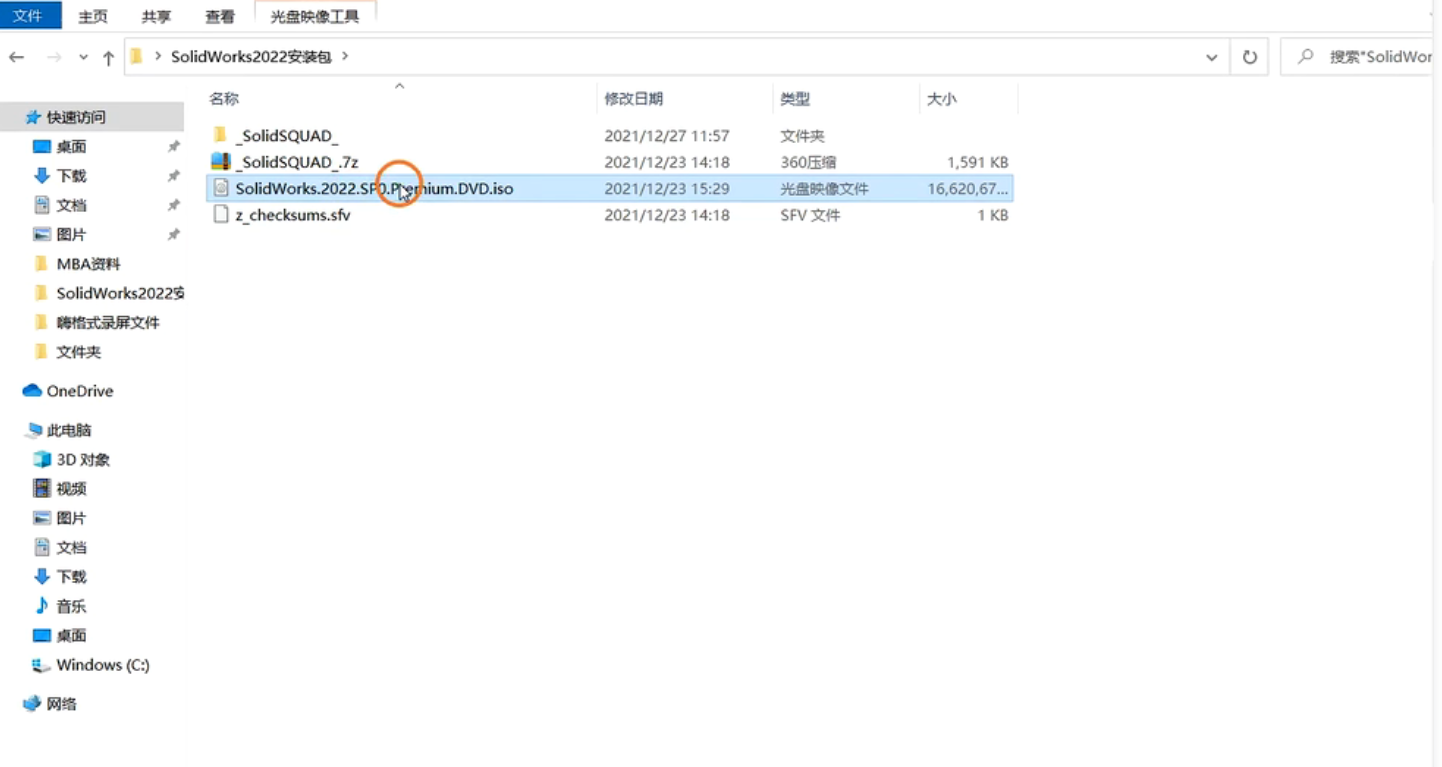 文件 主页 共享 查看 光盘映像工具
SolidWorks2022安装包 搜索"SolidWor
名称 修改日期 类型 大小
快速访问
桌面
下载
文档
图片
MBA资料
SolidWorks2022安
嗨格式录屏文件
文件夹
OneDrive
此电脑
3D 对象
视频
图片
文档
下载
音乐
桌面
Windows (C:)
网络
_SolidSQUAD_ 2021/12/27 11:57 文件夹
_SolidSQUAD_.7z 2021/12/23 14:18 360压缩 1,591 KB
SolidWorks.2022.SP0.Premium.DVD.iso 2021/12/23 15:29 光盘映像文件 16,620,67...
z_checksums.sfv 2021/12/23 14:18 SFV 文件 1 KB